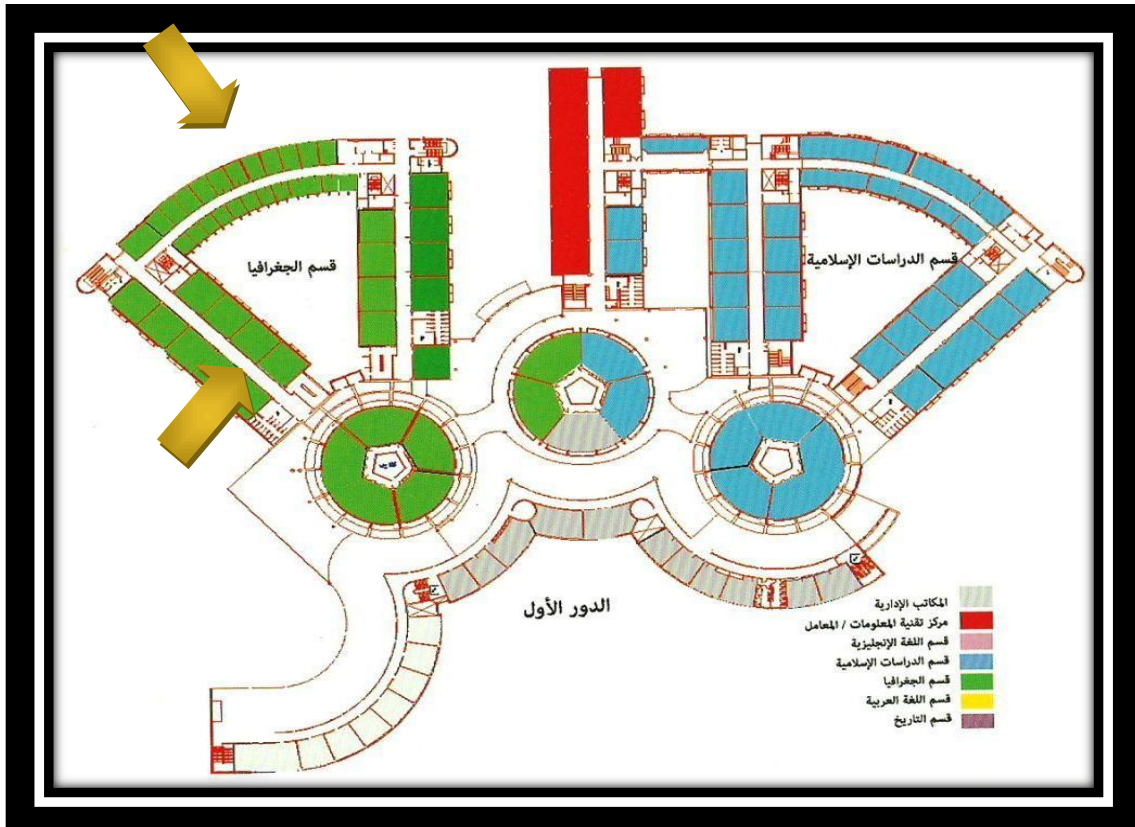 قسم الدراسات الإسلامية
قسم الجغرافيا
الدور الأول
المكاتب الإدارية
مركز تقنية المعلومات / المعامل
قسم اللغة الإنجليزية
قسم الدراسات الإسلامية
قسم الجغرافيا
قسم اللغة العربية
قسم التاريخ